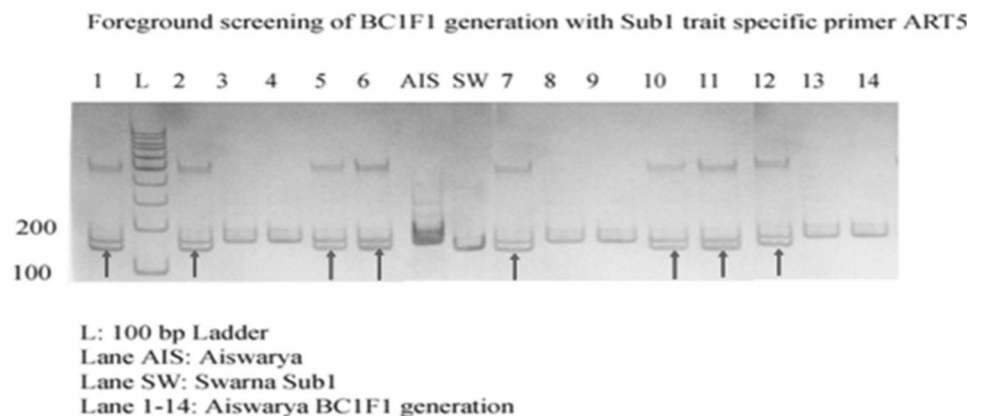 Foreground screening of BC1F1 generation with Sub1 trait specific primer ART5
1 L 2 3 4 5 6 AIS SW 7 8 9 10 11 12 13 14
200
100
L: 100 bp Ladder
Lane AIS: Aiswarya
Lane SW: Swarna Sub1
Lane 1-14: Aiswarya BC1F1 generation